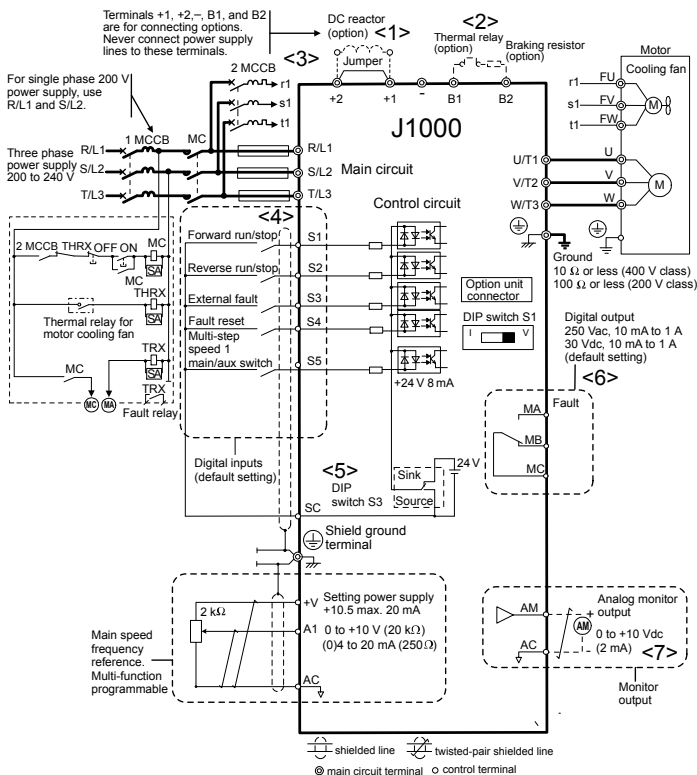 Terminals +1, +2,–, B1, and B2
are for connecting options.
Never connect power supply
lines to these terminals.
DC reactor
(option)
<1>
Jumper
<2>
Thermal relay
(option)
Braking resistor
(option)
<3>
2 MCCB
r1
s1
t1
+2
+1
–
B1
B2
Motor
Cooling fan
r1
FU
s1
FV
t1
FW
M
For single phase 200 V
power supply, use
R/L1 and S/L2.
1 MCCB
MC
J1000
Three phase
power supply
200 to 240 V
R/L1
S/L2
T/L3
R/L1
S/L2
T/L3
Main circuit
Control circuit
U/T1
V/T2
W/T3
U
V
W
M
Ground
10 Ω or less (400 V class)
100 Ω or less (200 V class)
2 MCCB
THRX
OFF
ON
MC
SA
MC
THRX
SA
Thermal relay for
motor cooling fan
TRX
SA
MC
TRX
MC
MA
Fault relay
<4>
Forward run/stop
S1
Reverse run/stop
S2
External fault
S3
Fault reset
S4
Multi-step
speed 1
main/aux switch
S5
Digital inputs
(default setting)
+24 V 8 mA
Option unit
connector
DIP switch S1
I
V
<5>
DIP
switch S3
Sink
Source
24 V
SC
Shield ground
terminal
Digital output
250 Vac, 10 mA to 1 A
30 Vdc, 10 mA to 1 A
(default setting)
<6>
MA
Fault
MB
MC
Main speed
frequency
reference.
Multi-function
programmable
2 kΩ
+V
Setting power supply
+10.5 max. 20 mA
A1
0 to +10 V (20 kΩ)
(0)4 to 20 mA (250Ω)
AC
AM
Analog monitor
output
+
AM
0 to +10 Vdc
(2 mA)
–
AC
<7>
Monitor
output
shielded line
twisted-pair shielded line
main circuit terminal
control terminal